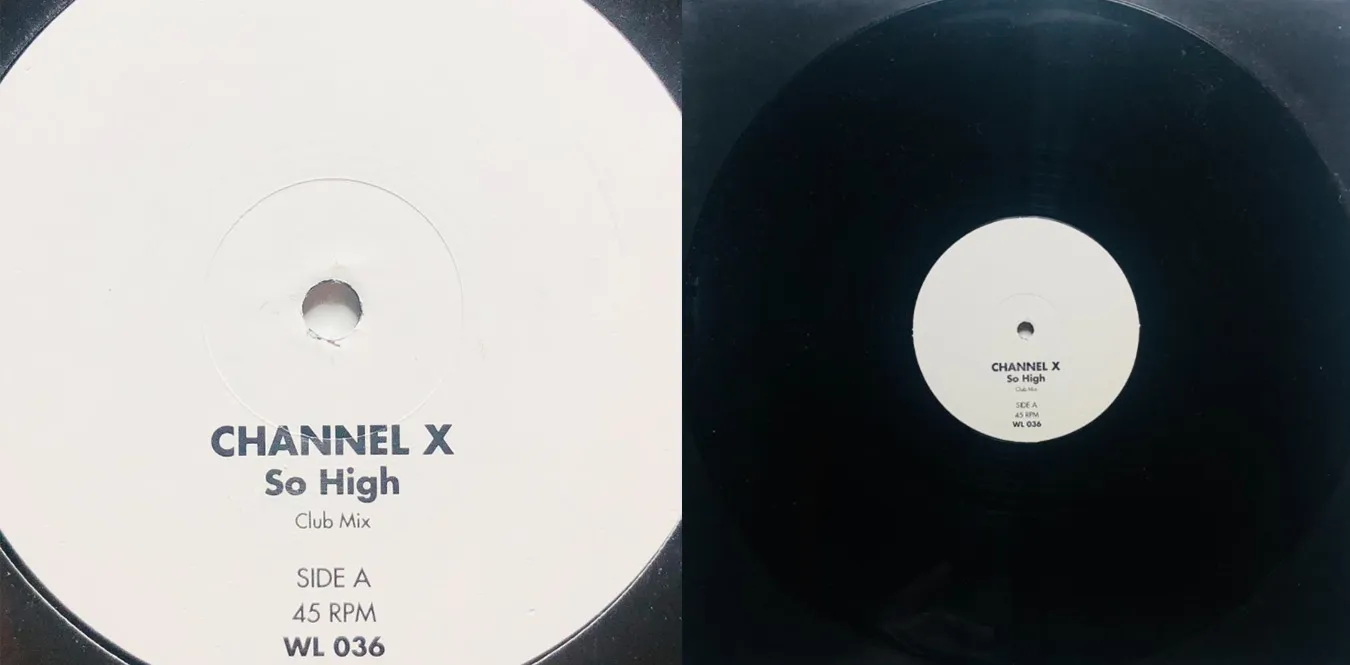 CHANNEL X
So High
Club Mix
SIDE A
45 RPM
WL 036
CHANNEL X
So High
Club Mix
SIDE A
45 RPM
WL 036